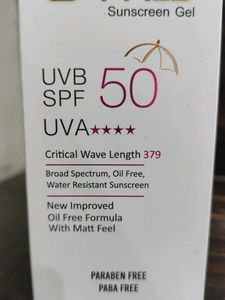 Sunscreen Gel
UVB
SPF 50
UVA★★★★
Critical Wave Length 379
Broad Spectrum, Oil Free,
Water Resistant Sunscreen
New Improved
Oil Free Formula
With Matt Feel
PARABEN FREE
PABA FREE